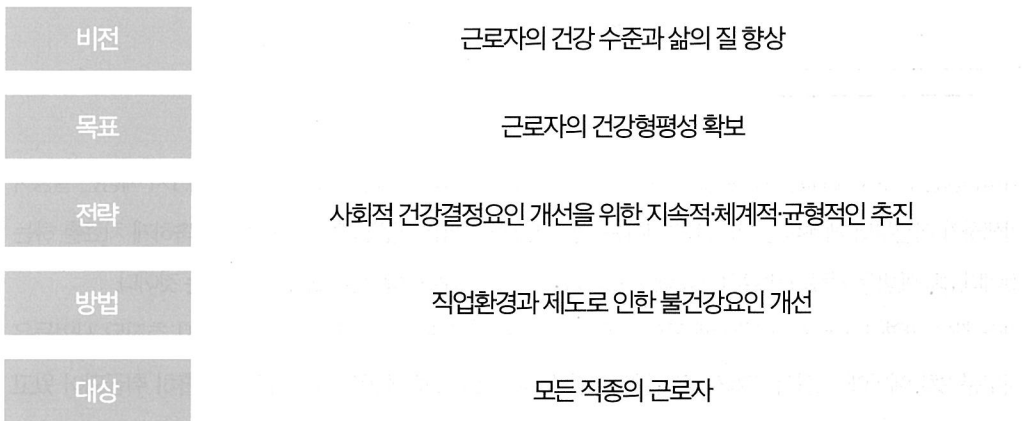 비전 근로자의 건강 수준과 삶의 질 향상
목표 근로자의 건강형평성 확보
전략 사회적 건강결정요인 개선을 위한 지속적·체계적·균형적인 추진
방법 직업환경과 제도로 인한 불건강요인 개선
대상 모든 직종의 근로자